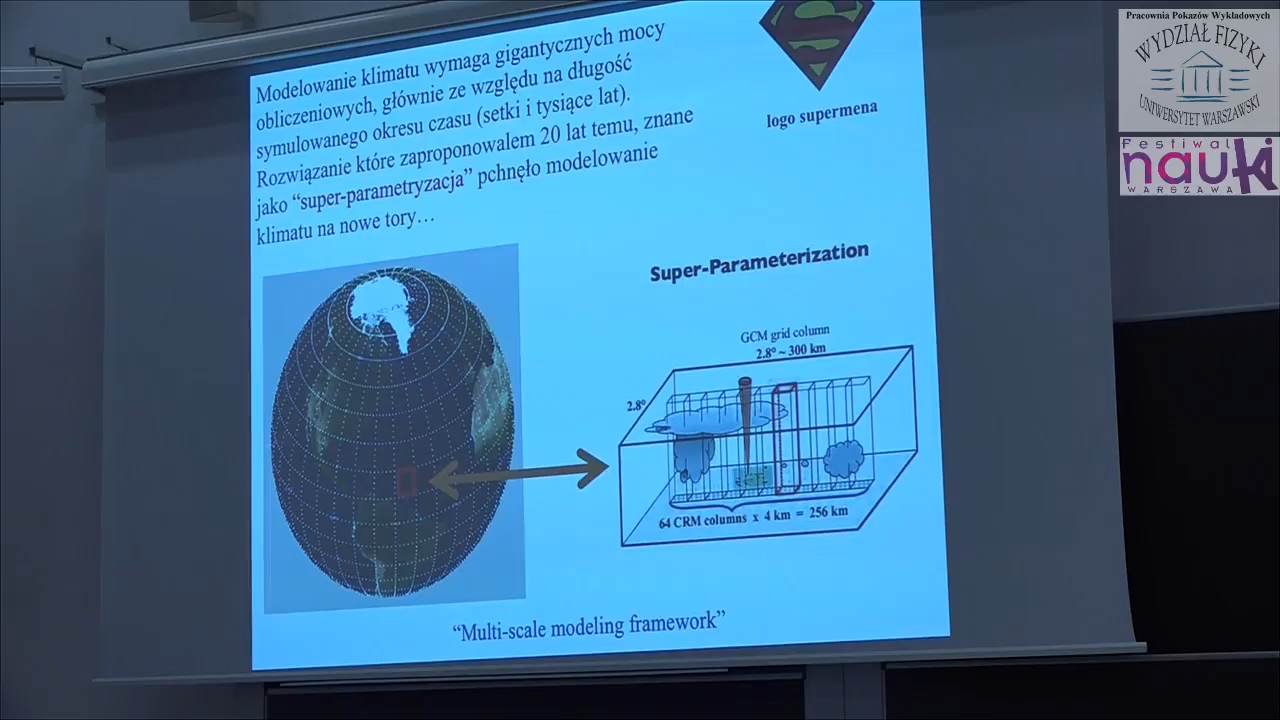 Modelowanie klimatu wymaga gigantycznych mocy
obliczeniowych, głównie ze względu na długość
symulowanego okresu czasu (setki i tysiące lat).
Rozwiązanie które zaproponowalem 20 lat temu, znane
jako “super-parametryzacja” pchnęło modelowanie
klimatu na nowe tory…
logo supermena
Super-Parameterization
GCM grid column
2.8° ~ 300 km
2.8°
64 CRM columns x 4 km = 256 km
“Multi-scale modeling framework”
Pracownia Pokazów Wykładowych
WYDZIAŁ FIZYKI
UNIWERSYTET WARSZAWSKI
Festiwal
nauki
WARSZAWA